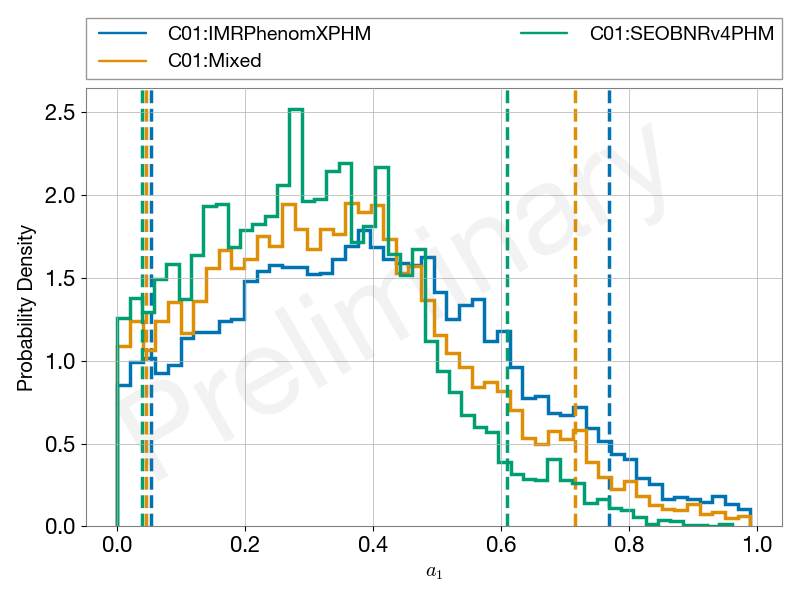 C01:IMRPhenomXPHM
C01:Mixed
C01:SEOBNRv4PHM
Preliminary
Probability Density
2.5
2.0
1.5
1.0
0.5
0.0
0.0 0.2 0.4 0.6 0.8 1.0
a₁